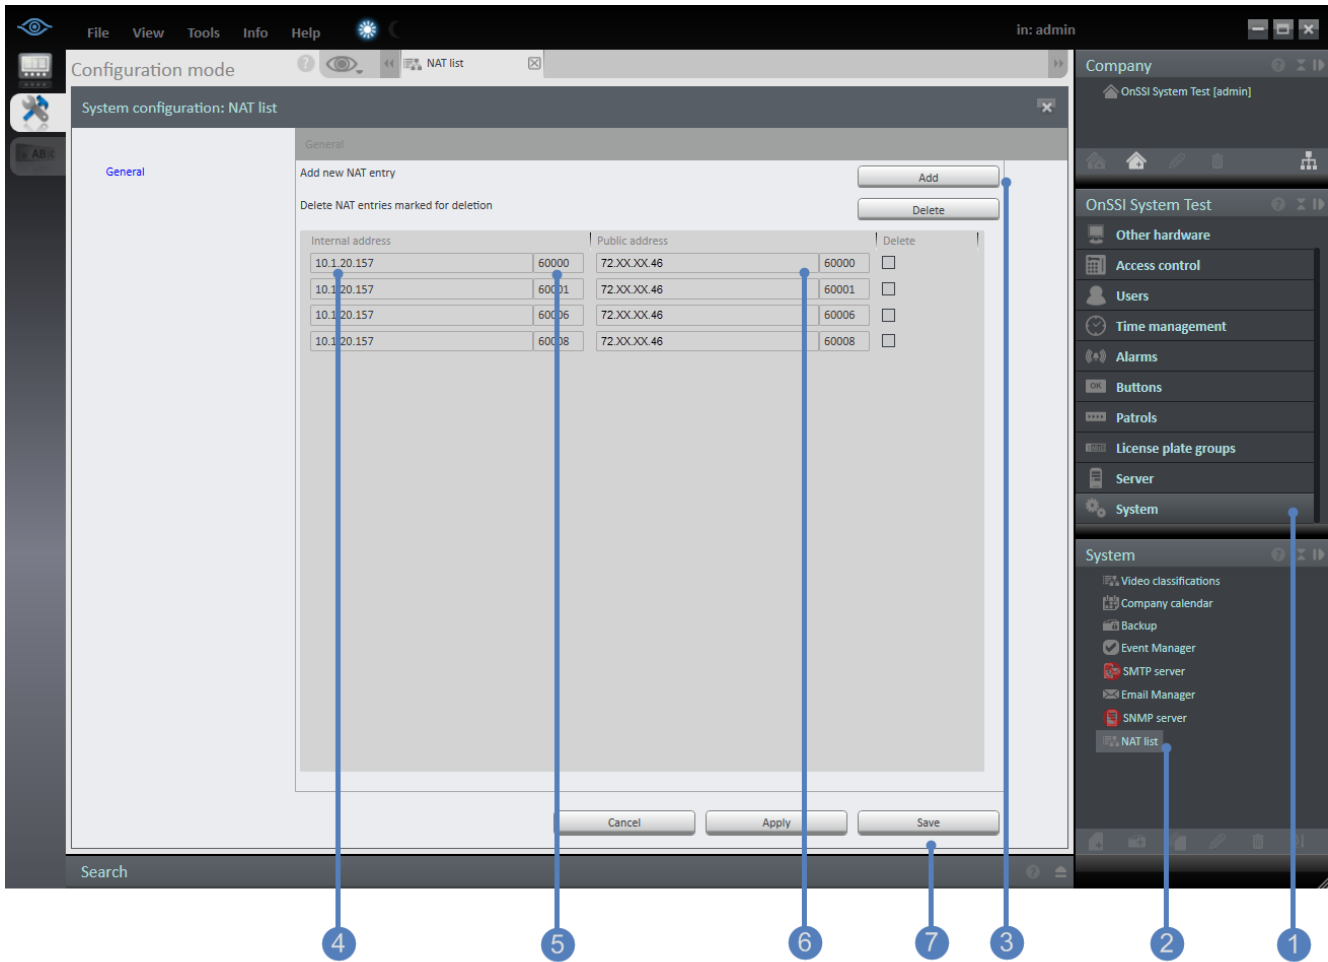 File View Tools Info Help in: admin
Configuration mode
NAT list
System configuration: NAT list
General
General
Add new NAT entry
Add
Delete NAT entries marked for deletion
Delete
Internal address Public address Delete
10.1.20.157 60000 72.XX.XX.46 60000
10.1.20.157 60001 72.XX.XX.46 60001
10.1.20.157 60006 72.XX.XX.46 60006
10.1.20.157 60008 72.XX.XX.46 60008
Cancel Apply Save
Search
Company
OnSSI System Test [admin]
OnSSI System Test
Other hardware
Access control
Users
Time management
Alarms
OK Buttons
Patrols
License plate groups
Server
System
System
Video classifications
Company calendar
Backup
Event Manager
SMTP server
Email Manager
SNMP server
NAT list
4 5 6 7 3 2 1